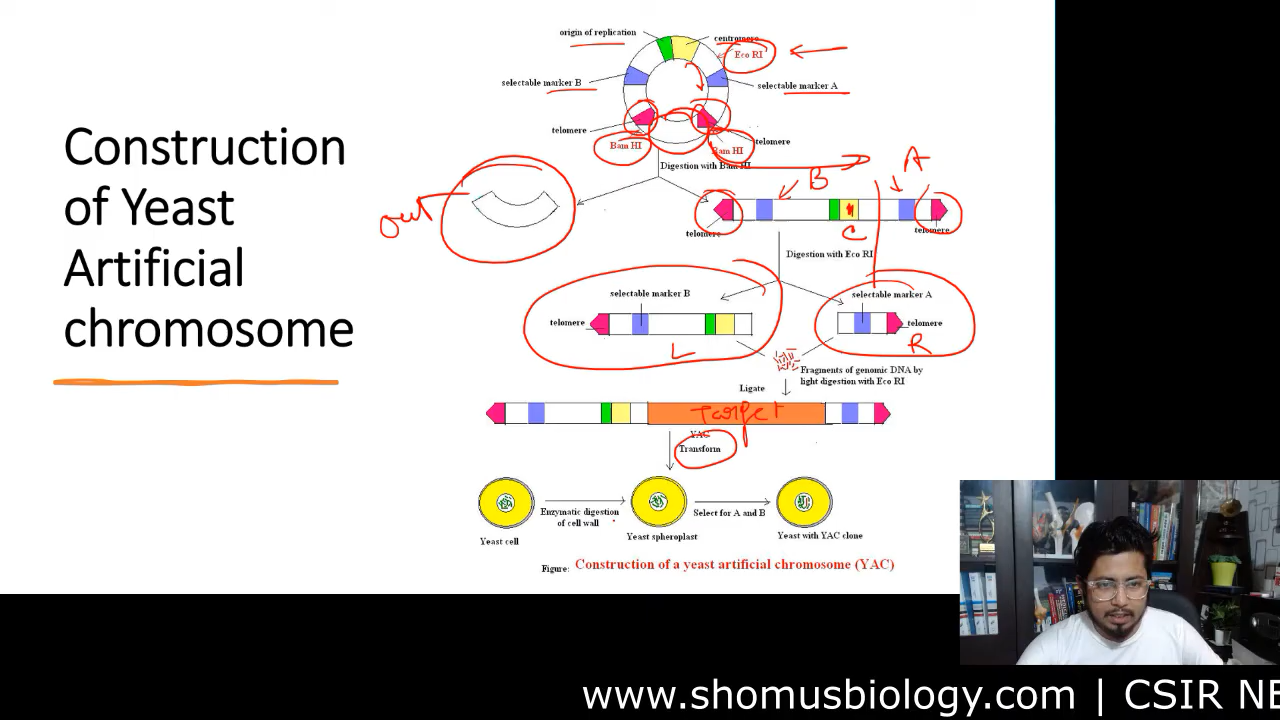 Construction
of Yeast
Artificial
chromosome
origin of replication
centromere
Eco RI
selectable marker B
selectable marker A
telomere
telomere
Bam HI
Bam HI
Digestion with Bam HI
out
B
A
C
telomere
telomere
Digestion with Eco RI
selectable marker B
selectable marker A
telomere
telomere
L
R
Fragments of genomic DNA by
light digestion with Eco RI
Ligate
Target
YAC
Transform
Enzymatic digestion
of cell wall
Select for A and B
Yeast cell
Yeast spheroplast
Yeast with YAC clone
Figure: Construction of a yeast artificial chromosome (YAC)
www.shomusbiology.com | CSIR NE